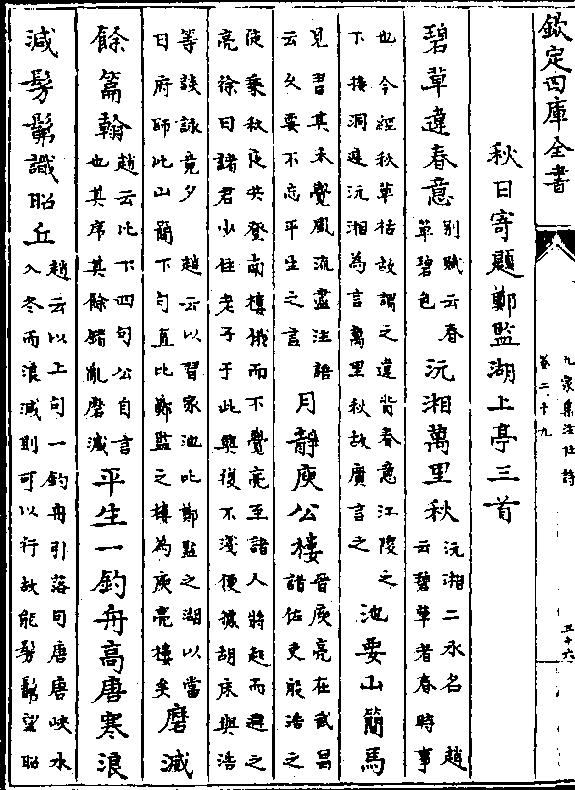 欽定四庫全書
九家集注杜詩
卷二十九
五十六
秋日寄題鄭監湖上亭三首
碧草違春意別賦云春草碧色沅湘萬里秋沅湘二水名趙云碧草者春時事
也今經秋草枯故謂之違背春意江陵之下接洞庭沅湘為言萬里秋故廣言之池要山簡馬
見習其未覺風流盡注語云久要不忘平生之言月靜庾公樓晉庾亮在武昌諸佐吏殷浩之
徒乘秋夜共登南樓俄而不覺亮至諸人將起而避之亮徐曰諸君少住老子于此興復不淺便據胡床與浩
等談詠竟夕 趙云以習家池比鄭監之湖以當日府師比山簡下句直比鄭監之樓為庾亮樓矣磨滅
餘篇翰趙云比下四句公自言也其序其餘錯亂磨滅平生一釣舟高唐寒浪
減髣髴識昭丘趙云以上句一釣舟引落句唐唐峽水入冬而浪減則可以行故能髣髴望昭